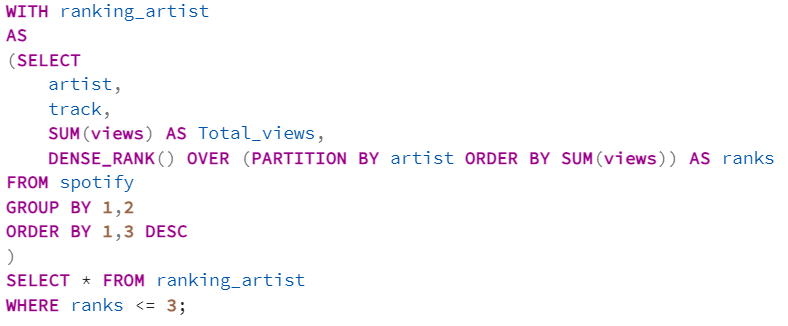 WITH ranking_artist
AS
(SELECT
    artist,
    track,
    SUM(views) AS Total_views,
    DENSE_RANK() OVER (PARTITION BY artist ORDER BY SUM(views)) AS ranks
FROM spotify
GROUP BY 1,2
ORDER BY 1,3 DESC
)
SELECT * FROM ranking_artist
WHERE ranks <= 3;